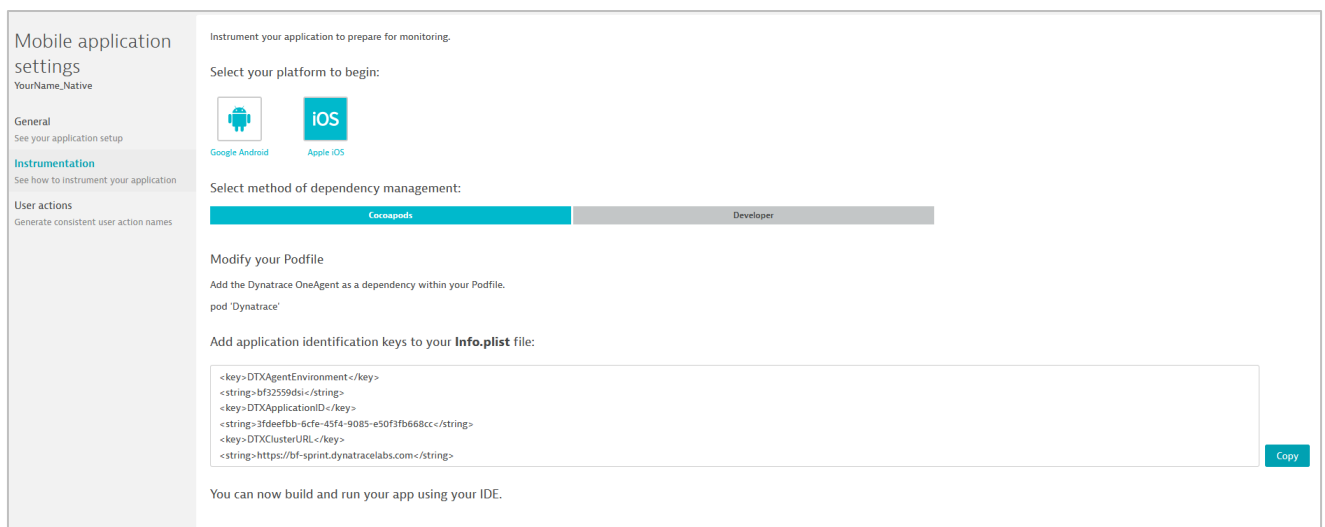 Mobile application
settings
YourName_Native
General
See your application setup
Instrumentation
See how to instrument your application
User actions
Generate consistent user action names
Instrument your application to prepare for monitoring.
Select your platform to begin:
iOS
Google Android
Apple iOS
Select method of dependency management:
Cocoapods
Developer
Modify your Podfile
Add the Dynatrace OneAgent as a dependency within your Podfile.
pod 'Dynatrace'
Add application identification keys to your Info.plist file:
<key>DTXAgentEnvironment</key>
<string>bf32559dsi</string>
<key>DTXApplicationID</key>
<string>3fdeefbb-6cfe-45f4-9085-e50f3fb668cc</string>
<key>DTXClusterURL</key>
<string>https://bf-sprint.dynatracelabs.com</string>
Copy
You can now build and run your app using your IDE.